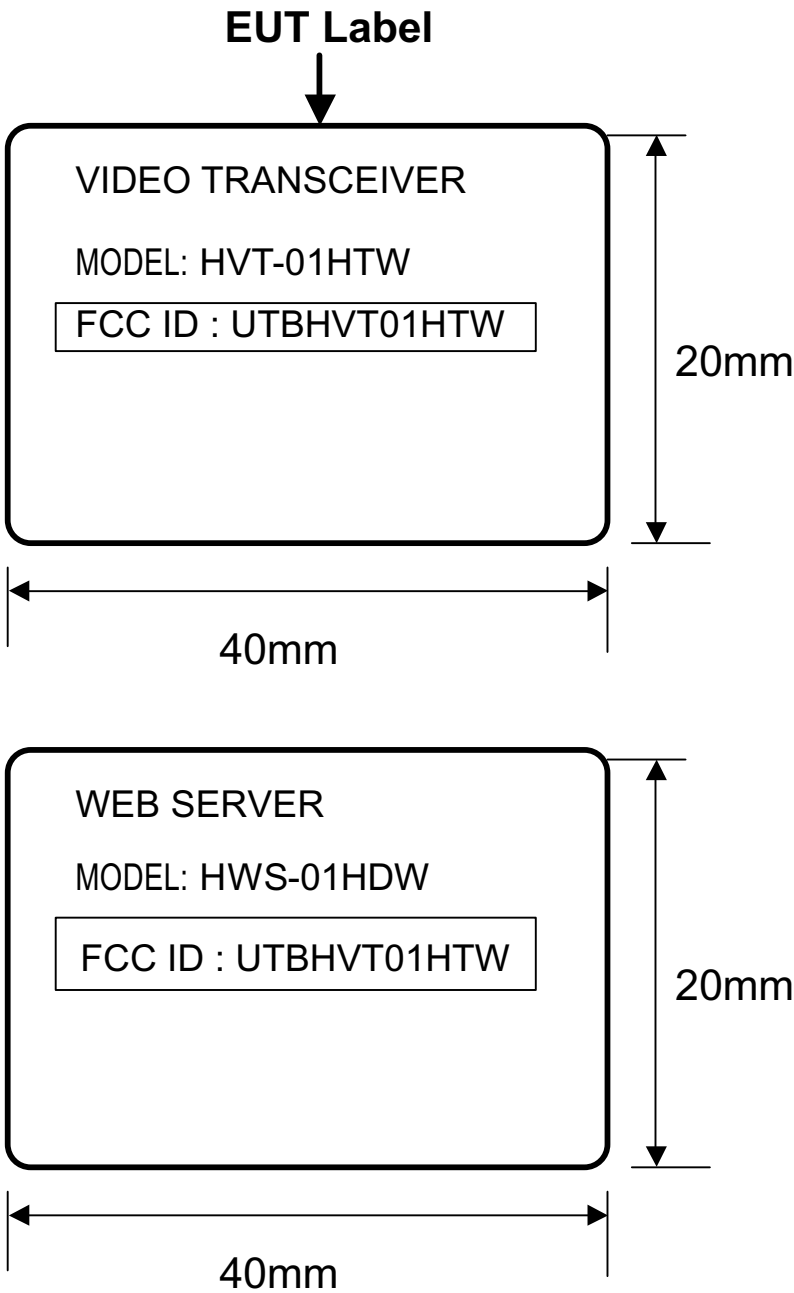 EUT Label
VIDEO TRANSCEIVER
MODEL: HVT-01HTW
FCC ID : UTBHVT01HTW
20mm
40mm
WEB SERVER
MODEL: HWS-01HDW
FCC ID : UTBHVT01HTW
20mm
40mm